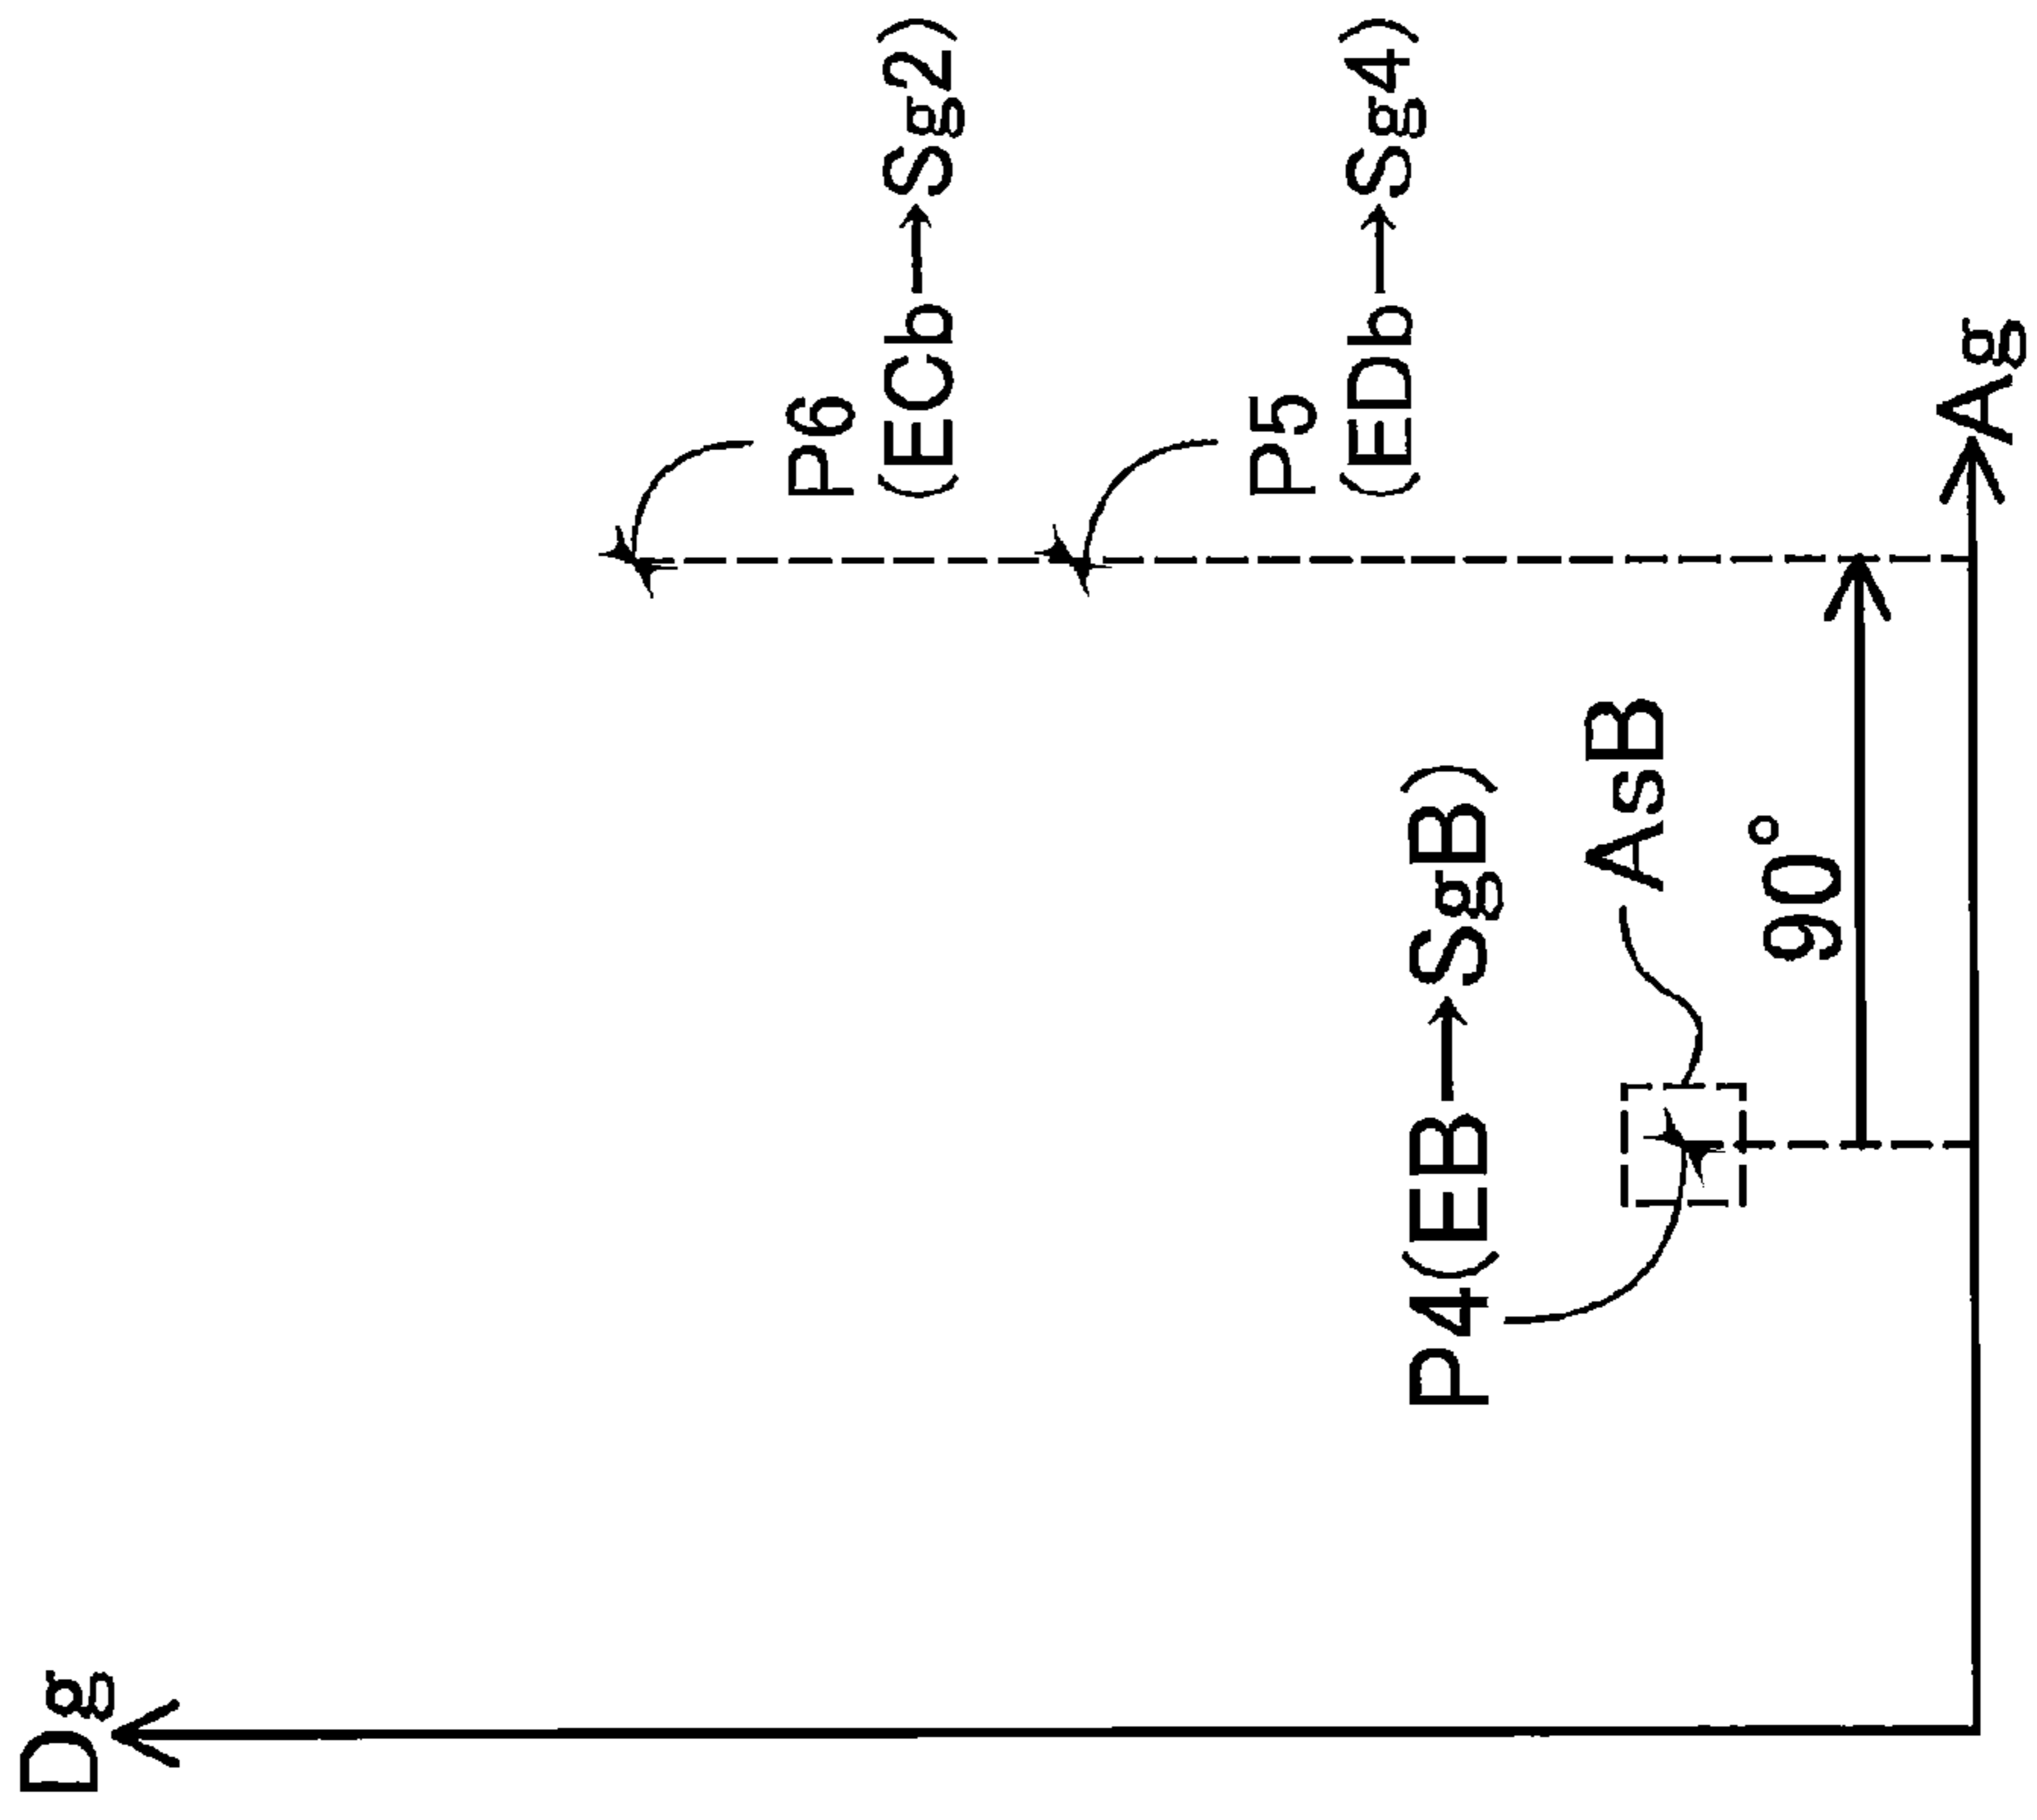 Dg
P6
(ECb→Sg2)
P5
(EDb→Sg4)
P4(EB→SgB)
AsB
90°
Ag